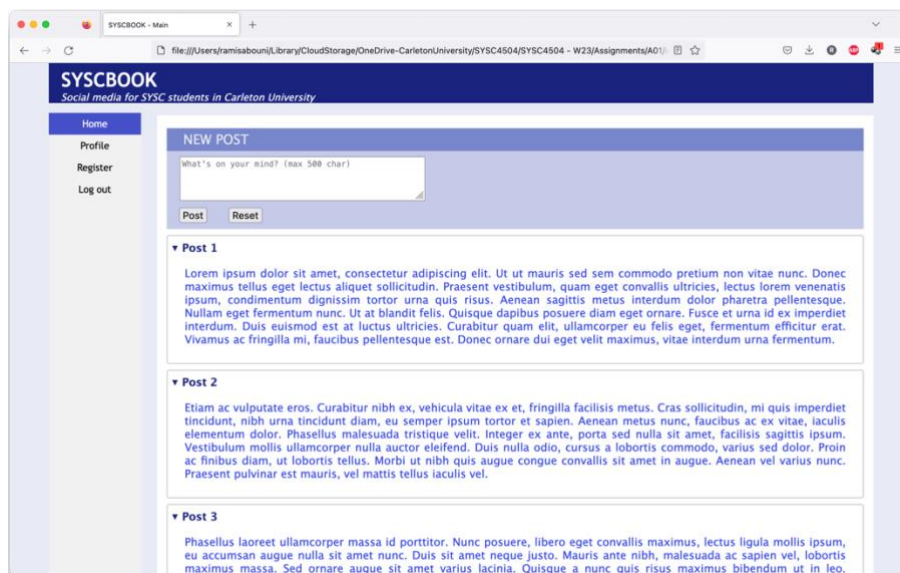 SYSCBOOK - Main
file:///Users/ramisabounj/Library/CloudStorage/OneDrive-CarletonUniversity/SYSC4504/SYSC4504 - W23/Assignments/A01/
SYSCBOOK
Social media for SYSC students in Carleton University
Home
Profile
Register
Log out
NEW POST
What's on your mind? (max 500 char)
Post
Reset
Post 1
Lorem ipsum dolor sit amet, consectetur adipiscing elit. Ut ut mauris sed sem commodo pretium non vitae nunc. Donec
maximus tellus eget lectus aliquet sollicitudin. Praesent vestibulum, quam eget convallis ultricies, lectus lorem venenatis
ipsum, condimentum dignissim tortor urna quis risus. Aenean sagittis metus interdum dolor pharetra pellentesque.
Nullam eget fermentum nunc. Ut at blandit felis. Quisque dapibus posuere diam eget ornare. Fusce et urna id ex imperdiet
interdum. Duis euismod est at luctus ultricies. Curabitur quam elit, ullamcorper eu felis eget, fermentum efficitur erat.
Vivamus ac fringilla mi, faucibus pellentesque est. Donec ornare dui eget velit maximus, vitae interdum urna fermentum.
Post 2
Etiam ac vulputate eros. Curabitur nibh ex, vehicula vitae ex et, fringilla facilisis metus. Cras sollicitudin, mi quis imperdiet
tincidunt, nibh urna tincidunt diam, eu semper ipsum tortor et sapien. Aenean metus nunc, faucibus ac ex vitae, iaculis
elementum dolor. Phasellus malesuada tristique velit. Integer ex ante, porta sed nulla sit amet, facilisis sagittis ipsum.
Vestibulum mollis ullamcorper nulla auctor eleifend. Duis nulla odio, cursus a lobortis commodo, varius sed dolor. Proin
ac finibus diam, ut lobortis tellus. Morbi ut nibh quis augue congue convallis sit amet in augue. Aenean vel varius nunc.
Praesent pulvinar est mauris, vel mattis tellus iaculis vel.
Post 3
Phasellus laoreet ullamcorper massa id porttitor. Nunc posuere, libero eget convallis maximus, lectus ligula mollis ipsum,
eu accumsan augue nulla sit amet nunc. Duis sit amet neque justo. Mauris ante nibh, malesuada ac sapien vel, lobortis
maximus massa. Sed ornare augue sit amet varius lacinia. Quisque a nunc quis risus maximus bibendum ut in leo.